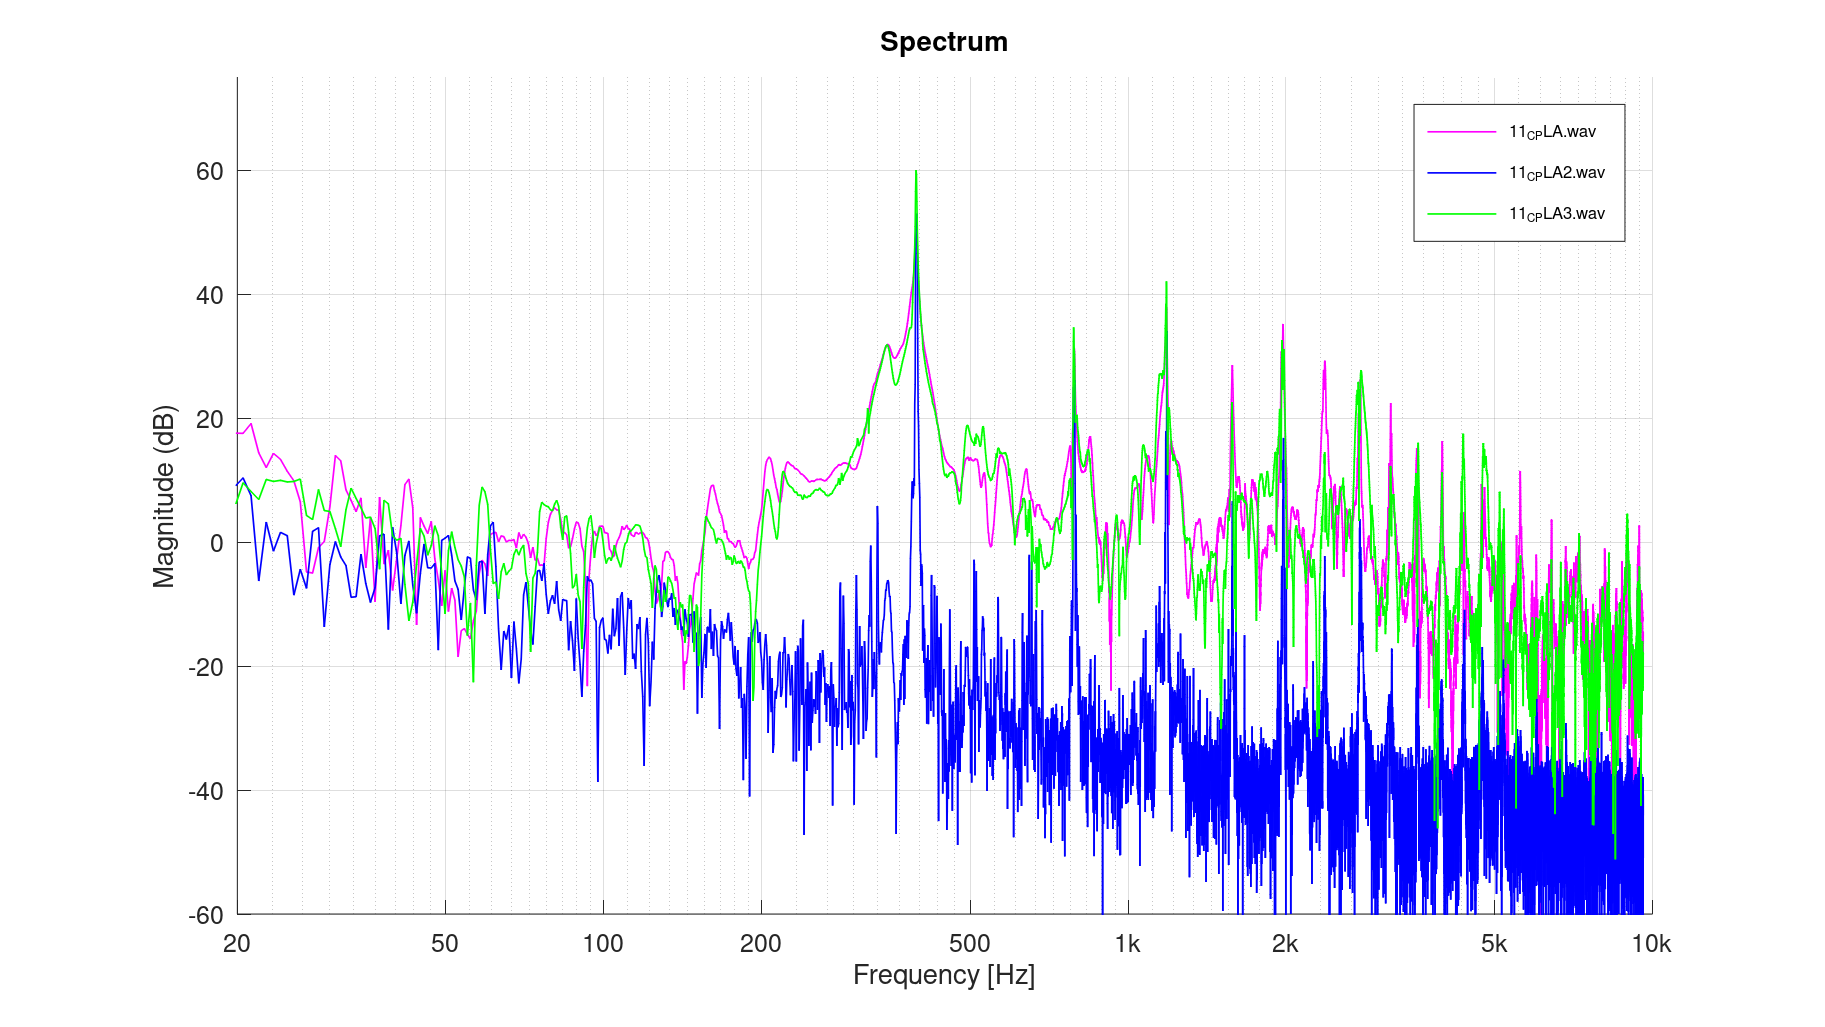 Spectrum
11CPLA.wav
11CPLA2.wav
11CPLA3.wav
Magnitude (dB)
60
40
20
0
-20
-40
-60
20 50 100 200 500 1k 2k 5k 10k
Frequency [Hz]